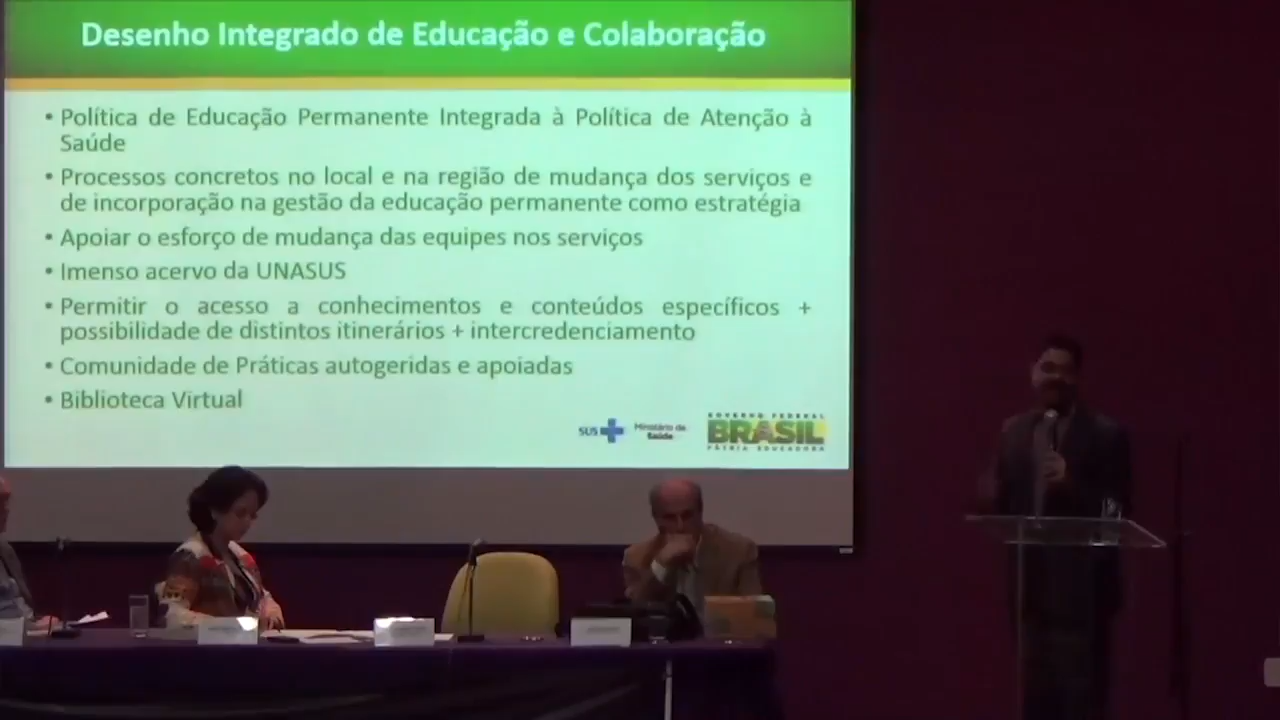 Desenho Integrado de Educação e Colaboração
• Política de Educação Permanente Integrada à Política de Atenção à
Saúde
• Processos concretos no local e na região de mudança dos serviços e
de incorporação na gestão da educação permanente como estratégia
• Apoiar o esforço de mudança das equipes nos serviços
• Imenso acervo da UNASUS
• Permitir o acesso a conhecimentos e conteúdos específicos +
possibilidade de distintos itinerários + intercredenciamento
• Comunidade de Práticas autogeridas e apoiadas
• Biblioteca Virtual
SUS
Ministério da
Saúde
GOVERNO FEDERAL
BRASIL
PÁTRIA EDUCADORA